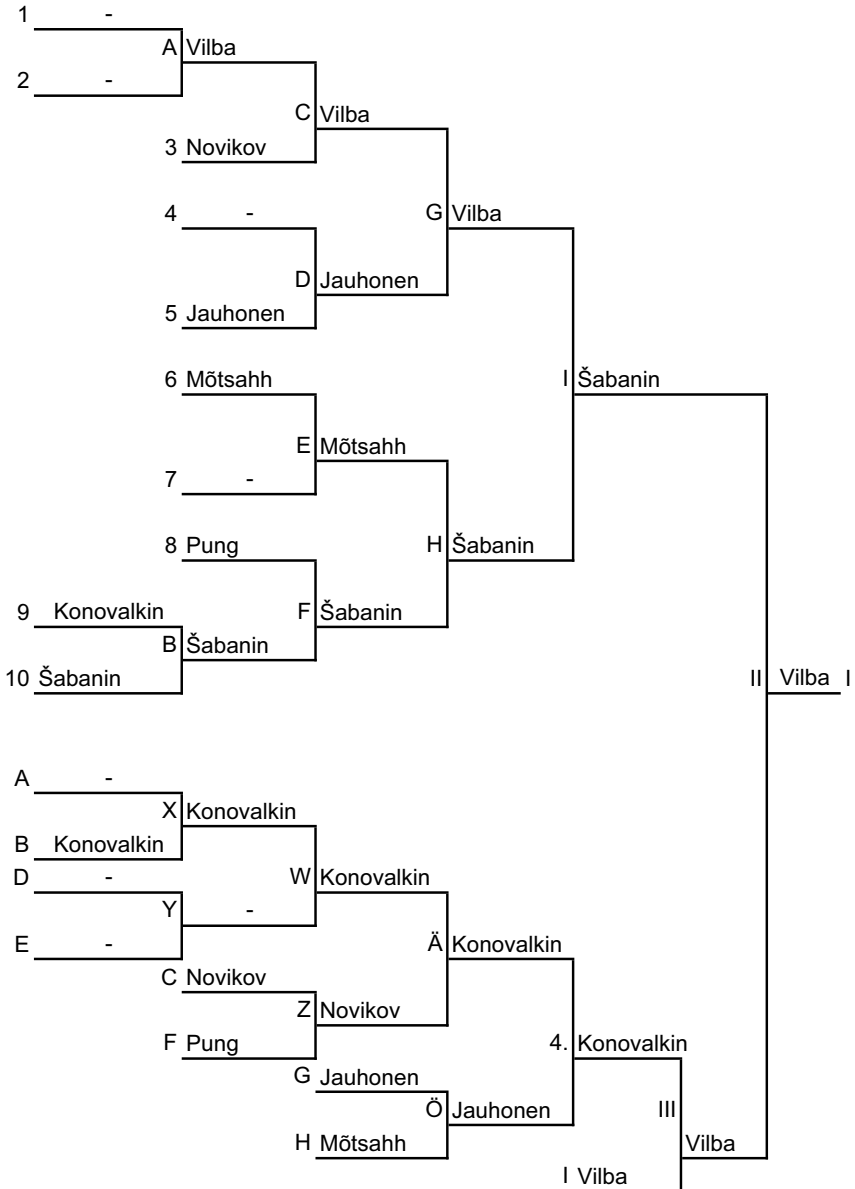 1 -
A Vilba
2 -
C Vilba
3 Novikov
4 -
G Vilba
D Jauhonen
5 Jauhonen
6 Mõtsahh
I Šabanin
E Mõtsahh
7 -
8 Pung
H Šabanin
9 Konovalkin
F Šabanin
B Šabanin
10 Šabanin
II Vilba I
A -
X Konovalkin
B Konovalkin
D -
W Konovalkin
Y -
E -
Ä Konovalkin
C Novikov
Z Novikov
F Pung
4. Konovalkin
G Jauhonen
Ö Jauhonen
III
H Mõtsahh
Vilba
I Vilba